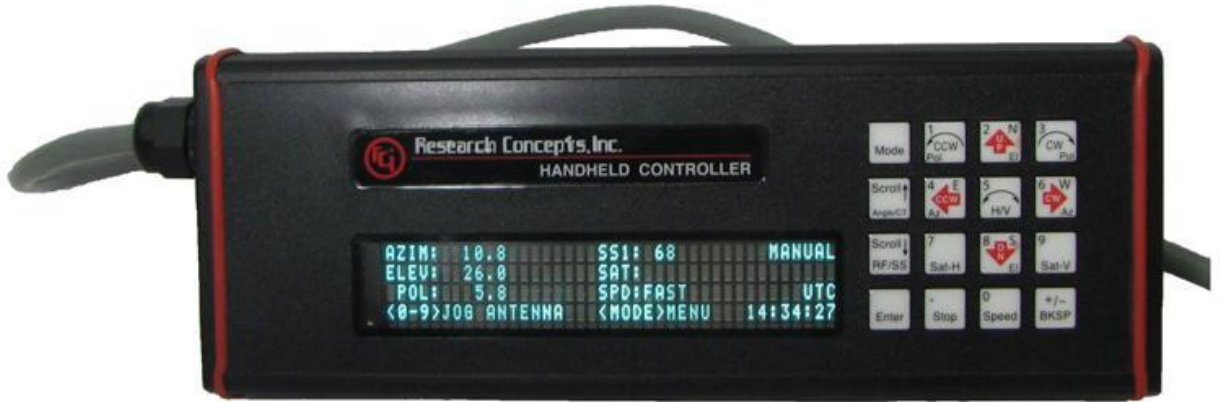 RCi
Research Concepts, Inc.
HANDHELD CONTROLLER
AZIM: 10.8 SS1: 68 MANUAL
ELEV: 26.0 SAT:
POL: 5.8 SPD:FAST UTC
<0-9>JOG ANTENNA <MODE>MENU 14:34:27
Mode
1 CCW Pol
2 N UP El
3 CW Pol
Scroll↑ Angle/CT
4 E CCW Az
5 H/V
6 W CW Az
Scroll↓ RF/SS
7 Sat-H
8 S DN El
9 Sat-V
Enter
. Stop
0 Speed
+/- BKSP